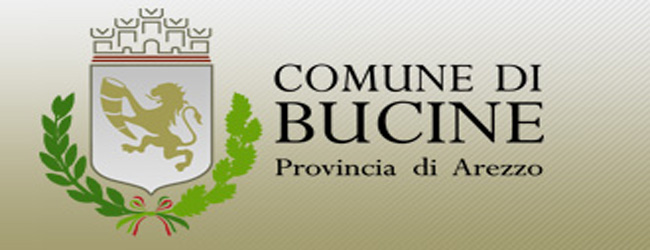 COMUNE DI
BUCINE
Provincia di Arezzo